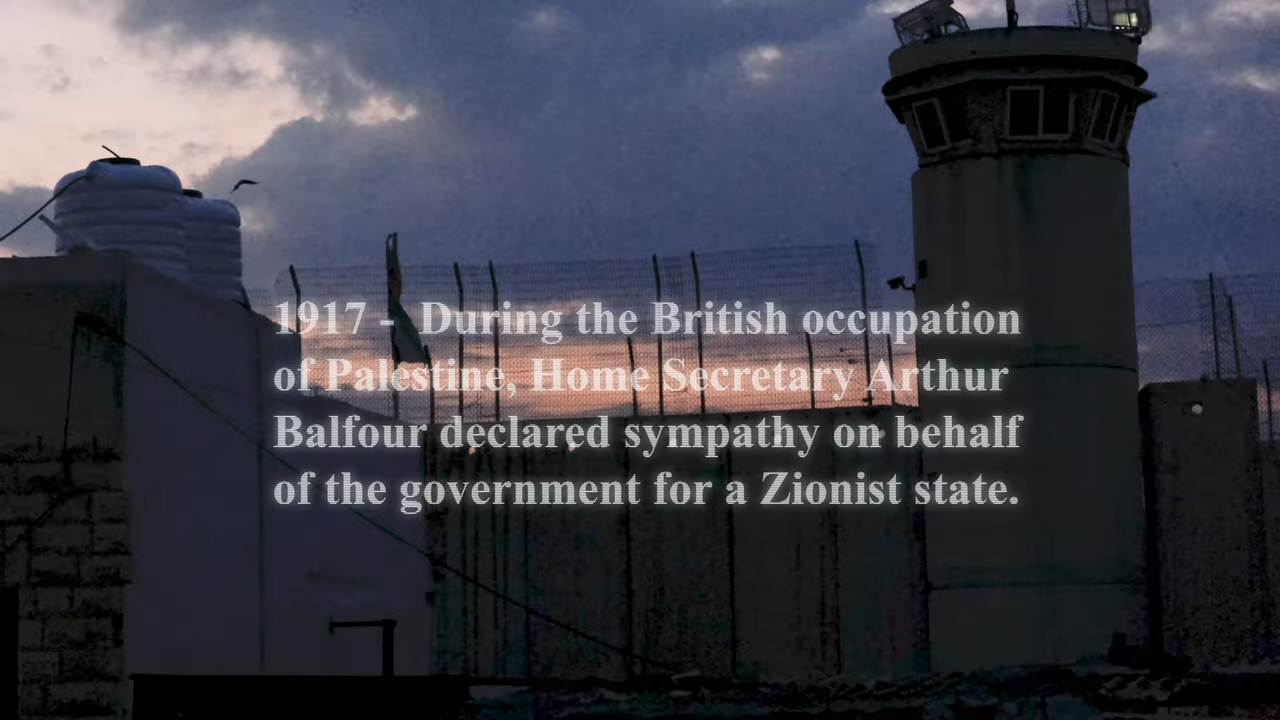 1917 -  During the British occupation
of Palestine, Home Secretary Arthur
Balfour declared sympathy on behalf
of the government for a Zionist state.